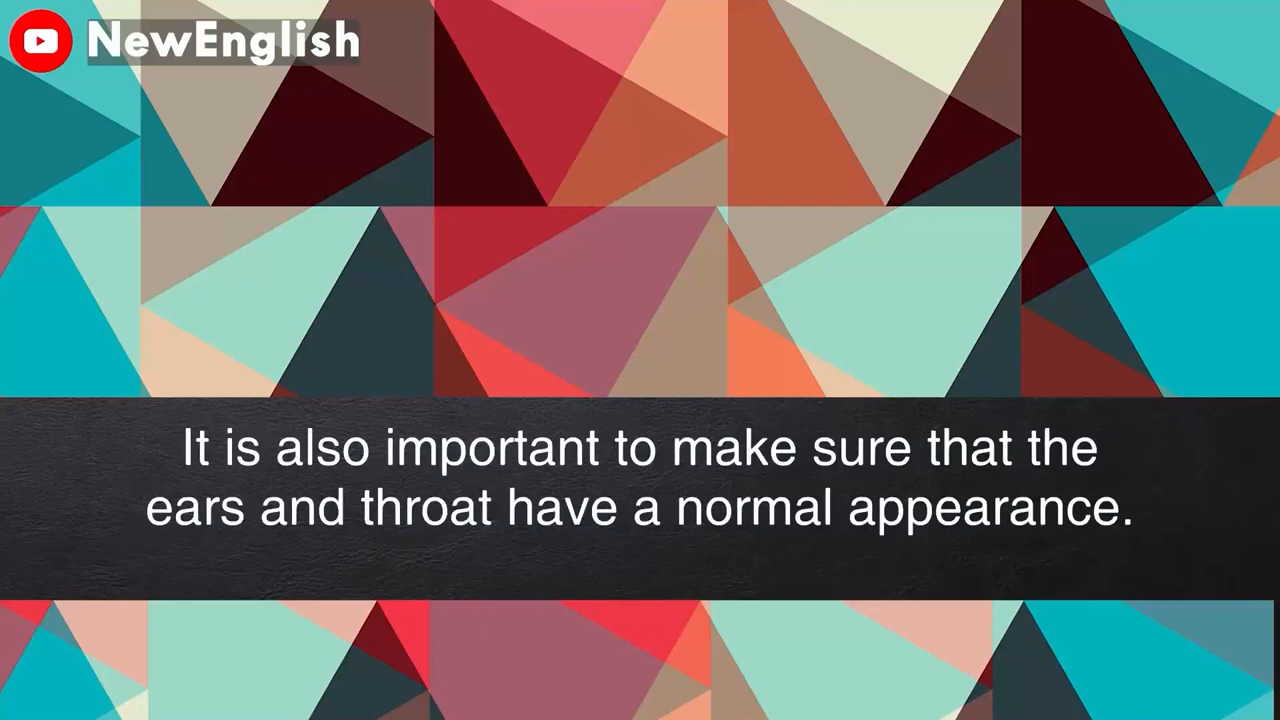 NewEnglish
It is also important to make sure that the
ears and throat have a normal appearance.